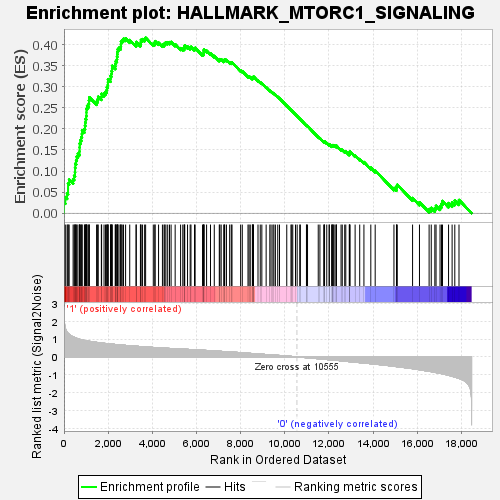 Enrichment plot: HALLMARK_MTORC1_SIGNALING
Enrichment score (ES)
0.40
0.35
0.30
0.25
0.20
0.15
0.10
0.05
0.00
'1' (positively correlated)
Zero cross at 10555
'0' (negatively correlated)
Ranked list metric (Signal2Noise)
3
2
1
0
-1
-2
-3
-4
0 2,000 4,000 6,000 8,000 10,000 12,000 14,000 16,000 18,000
Rank in Ordered Dataset
Enrichment profile Hits Ranking metric scores